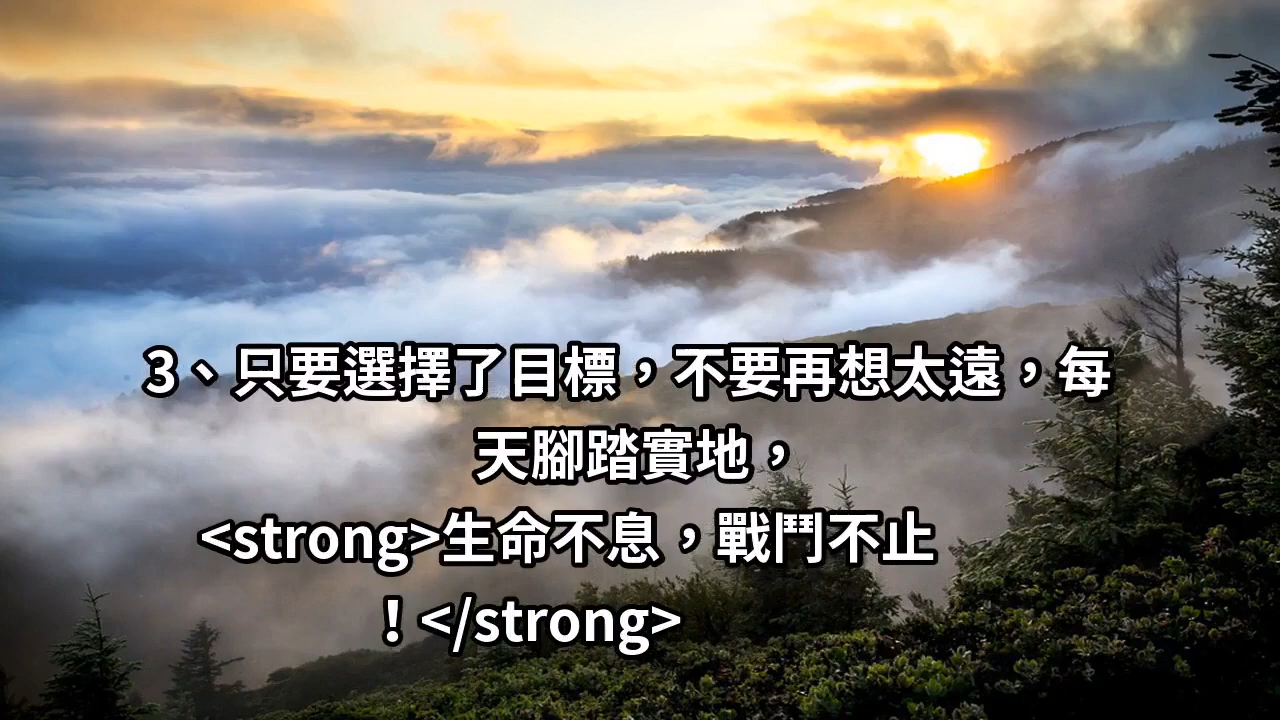 3、只要選擇了目標，不要再想太遠，每
天腳踏實地，
<strong>生命不息，戰鬥不止
！</strong>